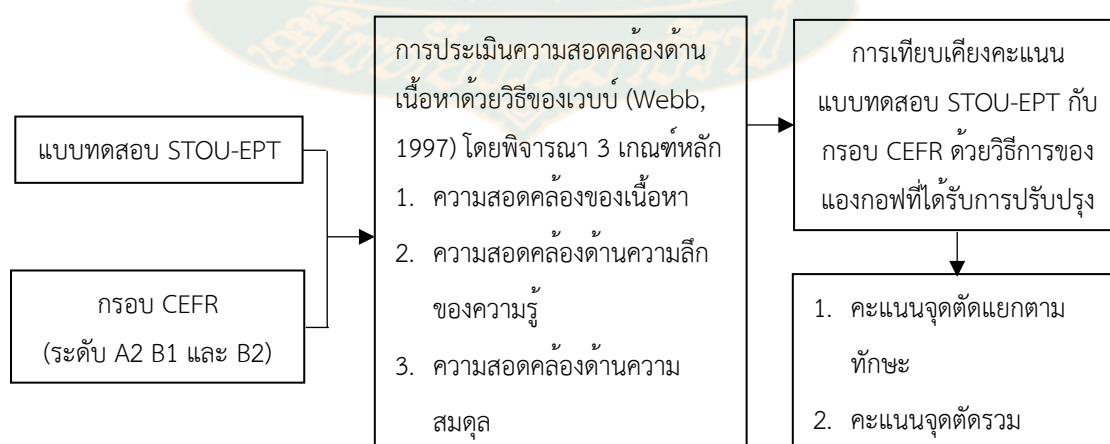 แบบทดสอบ STOU-EPT
กรอบ CEFR
(ระดับ A2 B1 และ B2)
การประเมินความสอดคล้องด้าน
เนื้อหาด้วยวิธีของเวบบ์ (Webb,
1997) โดยพิจารณา 3 เกณฑ์หลัก
1. ความสอดคล้องของเนื้อหา
2. ความสอดคล้องด้านความลึก
ของความรู้
3. ความสอดคล้องด้านความ
สมดุล
การเทียบเคียงคะแนน
แบบทดสอบ STOU-EPT กับ
กรอบ CEFR ด้วยวิธีการของ
แองกอฟที่ได้รับการปรับปรุง
1. คะแนนจุดตัดแยกตาม
ทักษะ
2. คะแนนจุดตัดรวม